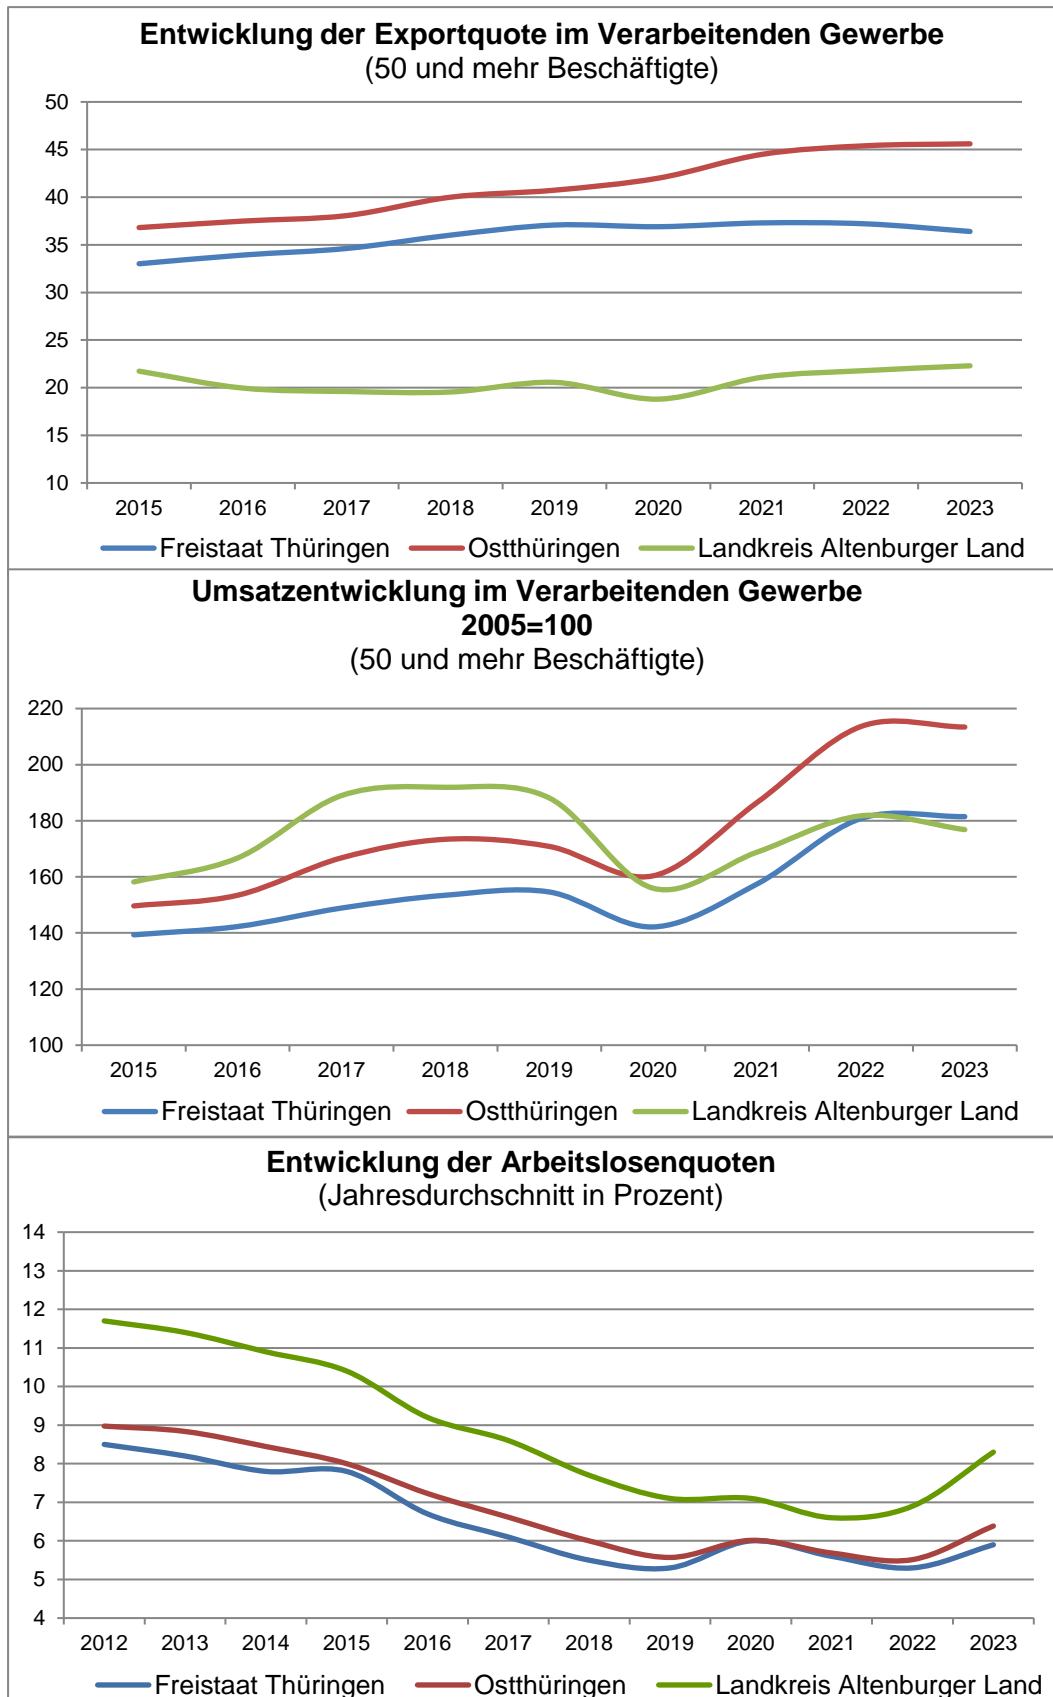 Entwicklung der Exportquote im Verarbeitenden Gewerbe
(50 und mehr Beschäftigte)
50
45
40
35
30
25
20
15
10
2015 2016 2017 2018 2019 2020 2021 2022 2023
Freistaat Thüringen Ostthüringen Landkreis Altenburger Land
Umsatzentwicklung im Verarbeitenden Gewerbe
2005=100
(50 und mehr Beschäftigte)
220
200
180
160
140
120
100
2015 2016 2017 2018 2019 2020 2021 2022 2023
Freistaat Thüringen Ostthüringen Landkreis Altenburger Land
Entwicklung der Arbeitslosenquoten
(Jahresdurchschnitt in Prozent)
14
13
12
11
10
9
8
7
6
5
4
2012 2013 2014 2015 2016 2017 2018 2019 2020 2021 2022 2023
Freistaat Thüringen Ostthüringen Landkreis Altenburger Land